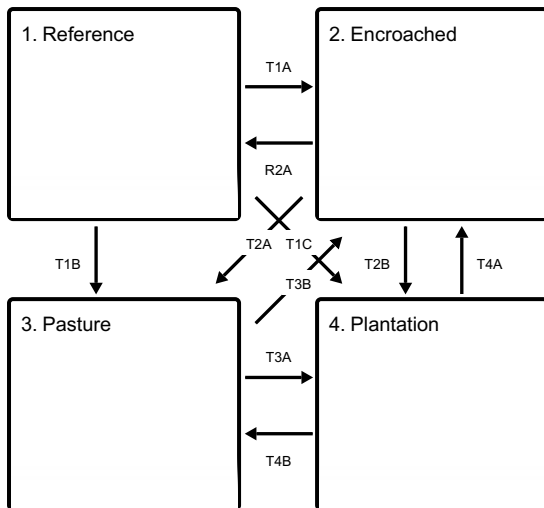 1. Reference
2. Encroached
T1A
R2A
T1B
T2A
T1C
T3B
T2B
T4A
3. Pasture
4. Plantation
T3A
T4B